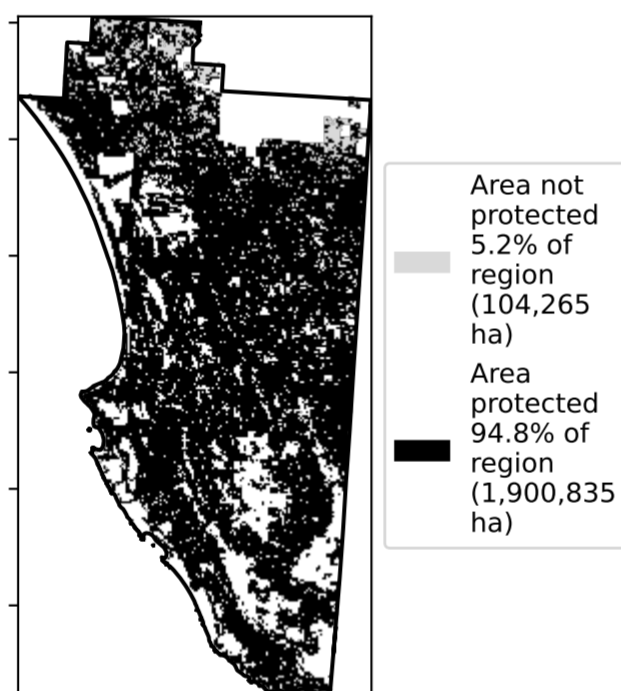 Area not
protected
5.2% of
region
(104,265
ha)
Area
protected
94.8% of
region
(1,900,835
ha)